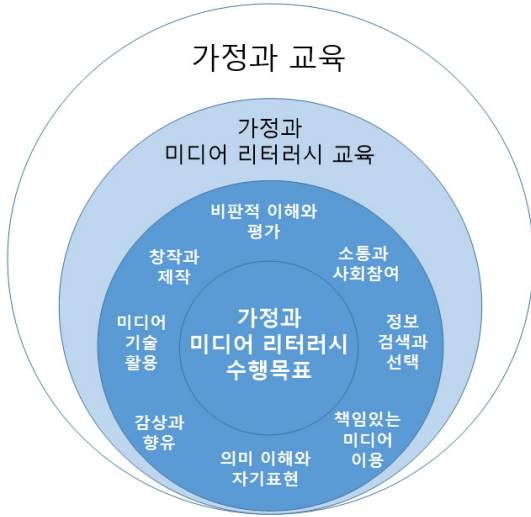 가정과 교육
가정과
미디어 리터러시 교육
비판적 이해와
평가
소통과
사회참여
정보
검색과
선택
책임있는
미디어
이용
의미 이해와
자기표현
감상과
향유
미디어
기술
활용
창작과
제작
가정과
미디어 리터러시
수행목표